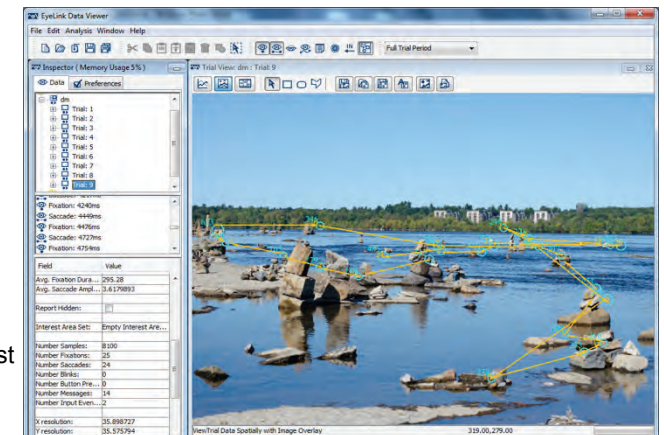 EyeLink Data Viewer
File Edit Analysis Window Help
Full Trial Period
Inspector ( Memory Usage 5% )
Data
Preferences
dm
Trial: 1
Trial: 2
Trial: 3
Trial: 4
Trial: 5
Trial: 6
Trial: 7
Trial: 8
Trial: 9
Fixation: 4240ms
Saccade: 4449ms
Fixation: 4476ms
Saccade: 4727ms
Fixation: 4754ms
Field Value
Avg. Fixation Dura... 295.28
Avg. Saccade Ampl... 3.6179893
Report Hidden:
Interest Area Set: Empty Interest Are...
Number Samples: 8100
Number Fixations: 25
Number Saccades: 24
Number Blinks: 0
Number Button Pre... 0
Number Messages: 14
Number Input Even... 2
X resolution: 35.898727
Y resolution: 35.575794
st
Trial View: dm : Trial: 9
ViewTrial Data Spatially with Image Overlay
319.00,279.00